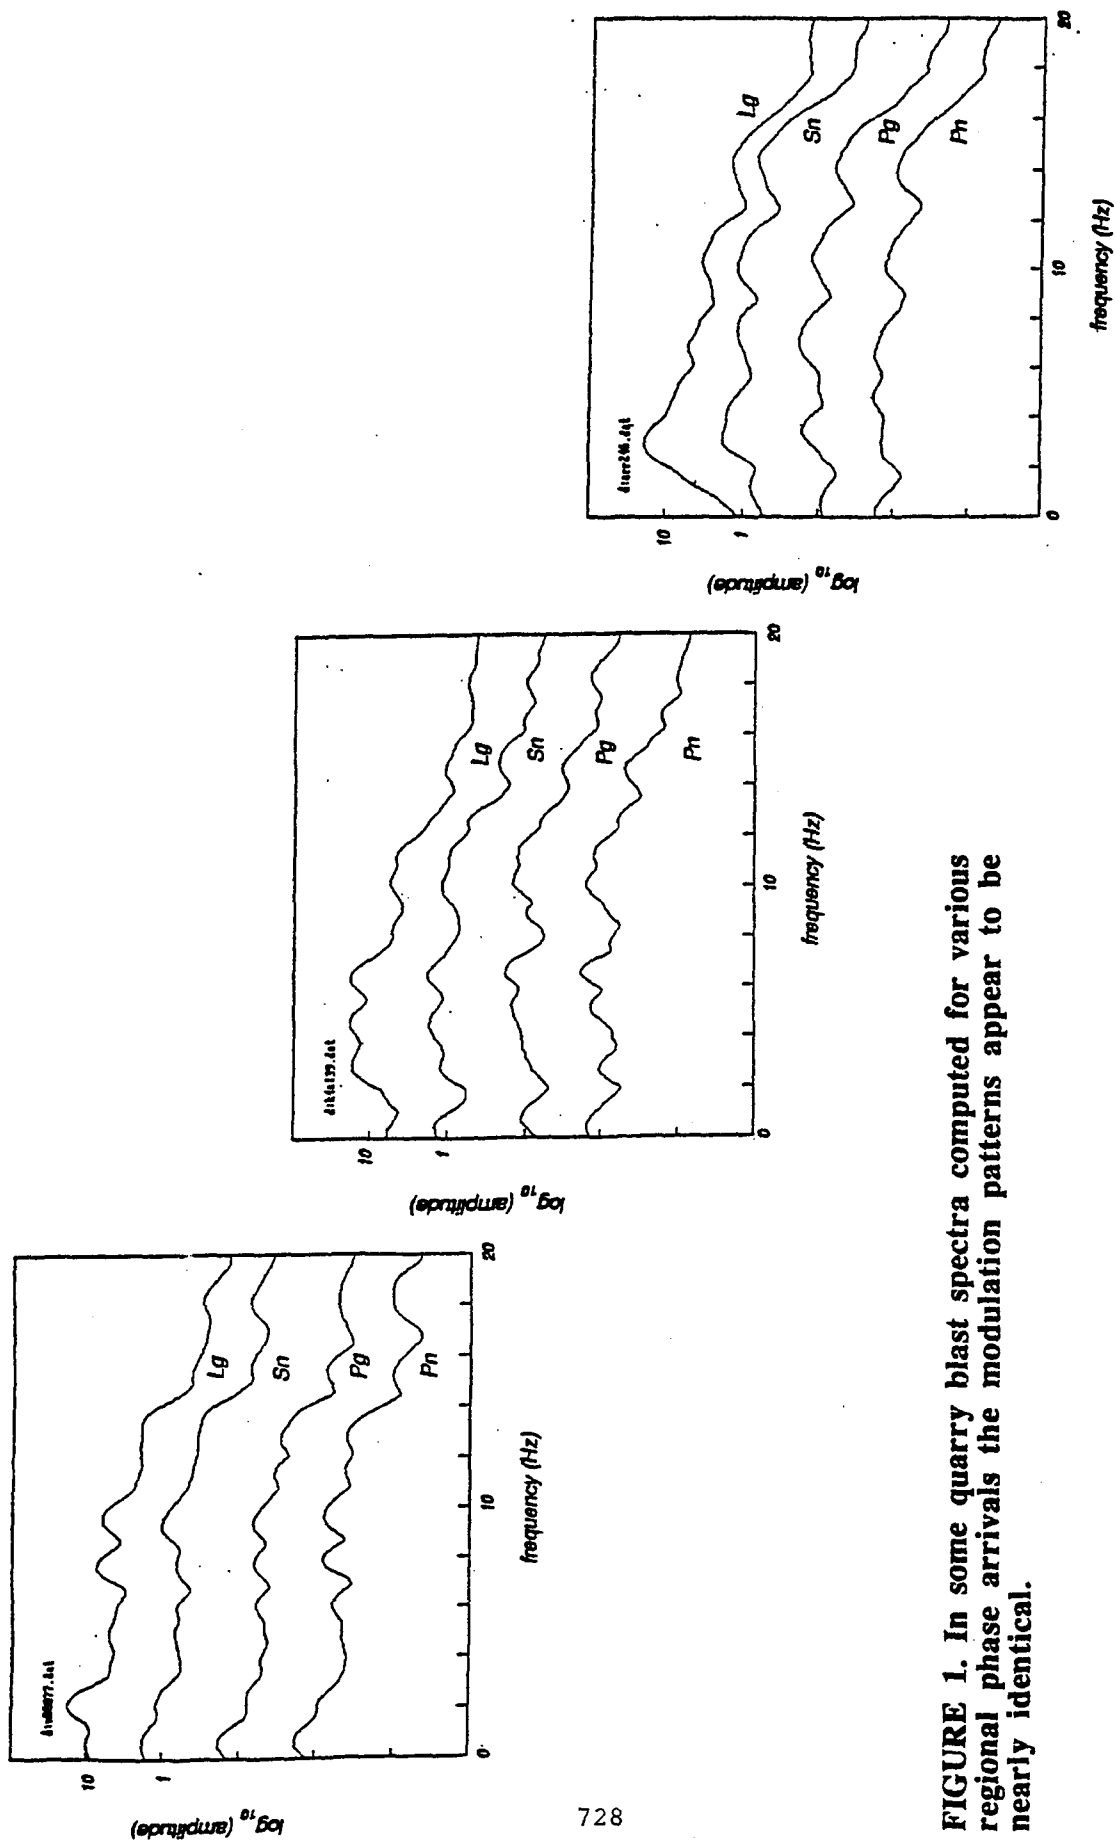 10
1
log10 (amplitude)
Lg
Sn
Pg
Pn
0
10
20
frequency (Hz)
10
1
log10 (amplitude)
Lg
Sn
Pg
Pn
0
10
20
frequency (Hz)
10
1
log10 (amplitude)
Lg
Sn
Pg
Pn
0
10
20
frequency (Hz)
FIGURE 1. In some quarry blast spectra computed for various
regional phase arrivals the modulation patterns appear to be
nearly identical.
728